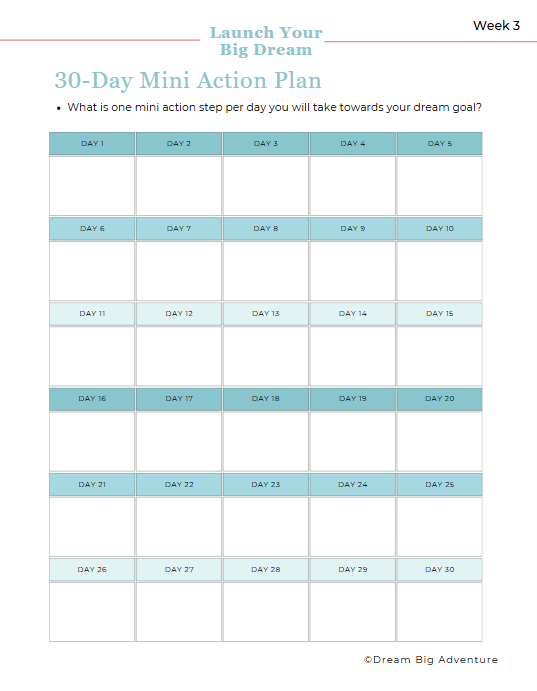 Week 3
Launch Your
Big Dream
30-Day Mini Action Plan
• What is one mini action step per day you will take towards your dream goal?
DAY 1 DAY 2 DAY 3 DAY 4 DAY 5
DAY 6 DAY 7 DAY 8 DAY 9 DAY 10
DAY 11 DAY 12 DAY 13 DAY 14 DAY 15
DAY 16 DAY 17 DAY 18 DAY 19 DAY 20
DAY 21 DAY 22 DAY 23 DAY 24 DAY 25
DAY 26 DAY 27 DAY 28 DAY 29 DAY 30
©Dream Big Adventure